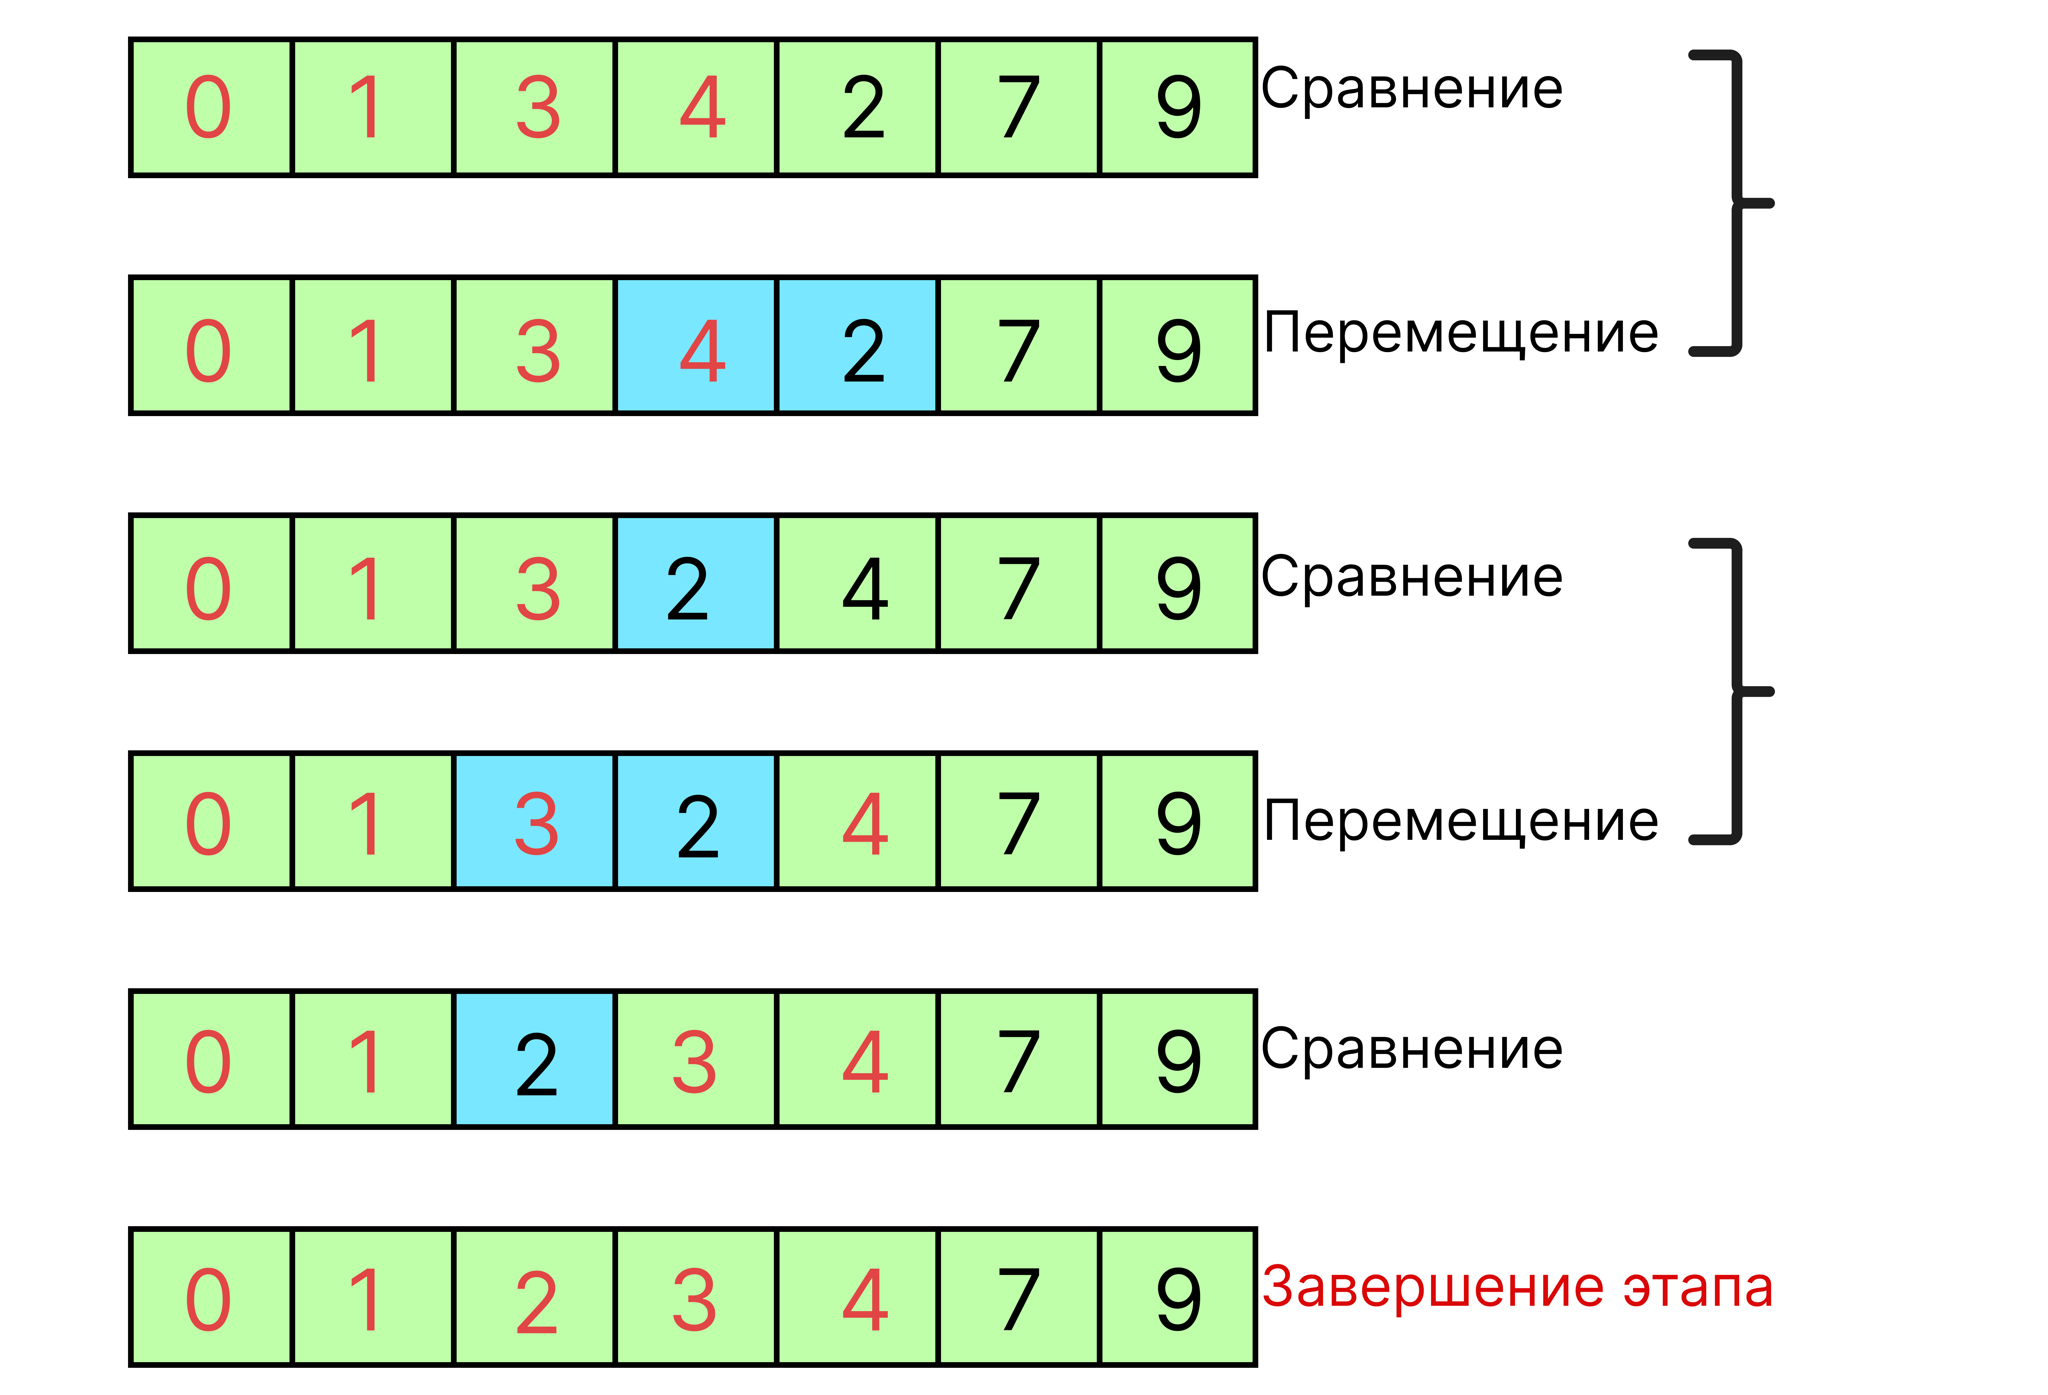 0 1 3 4 2 7 9 Сравнение
0 1 3 4 2 7 9 Перемещение
0 1 3 2 4 7 9 Сравнение
0 1 3 2 4 7 9 Перемещение
0 1 2 3 4 7 9 Сравнение
0 1 2 3 4 7 9 Завершение этапа